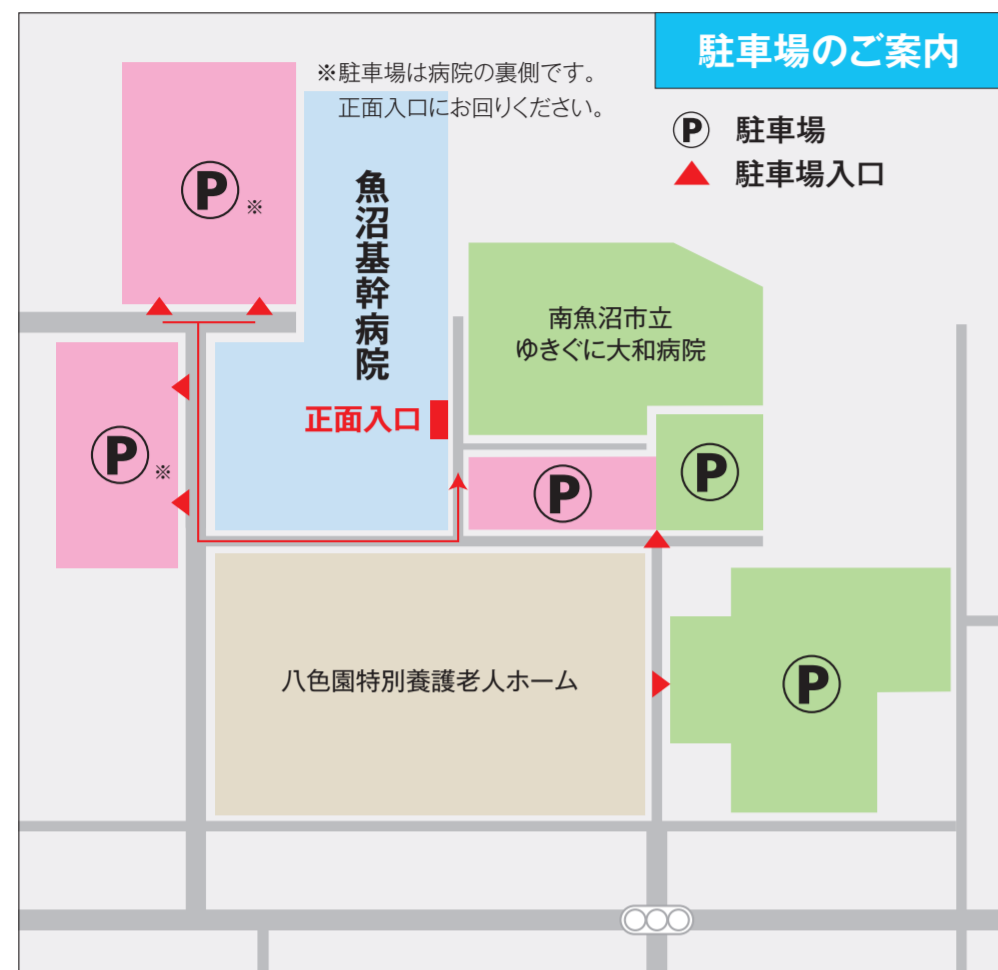 駐車場のご案内
※駐車場は病院の裏側です。
正面入口にお回りください。
Ⓟ 駐車場
▲ 駐車場入口
Ⓟ※
魚沼基幹病院
南魚沼市立
ゆきぐに大和病院
正面入口
Ⓟ※
Ⓟ
Ⓟ
八色園特別養護老人ホーム
Ⓟ